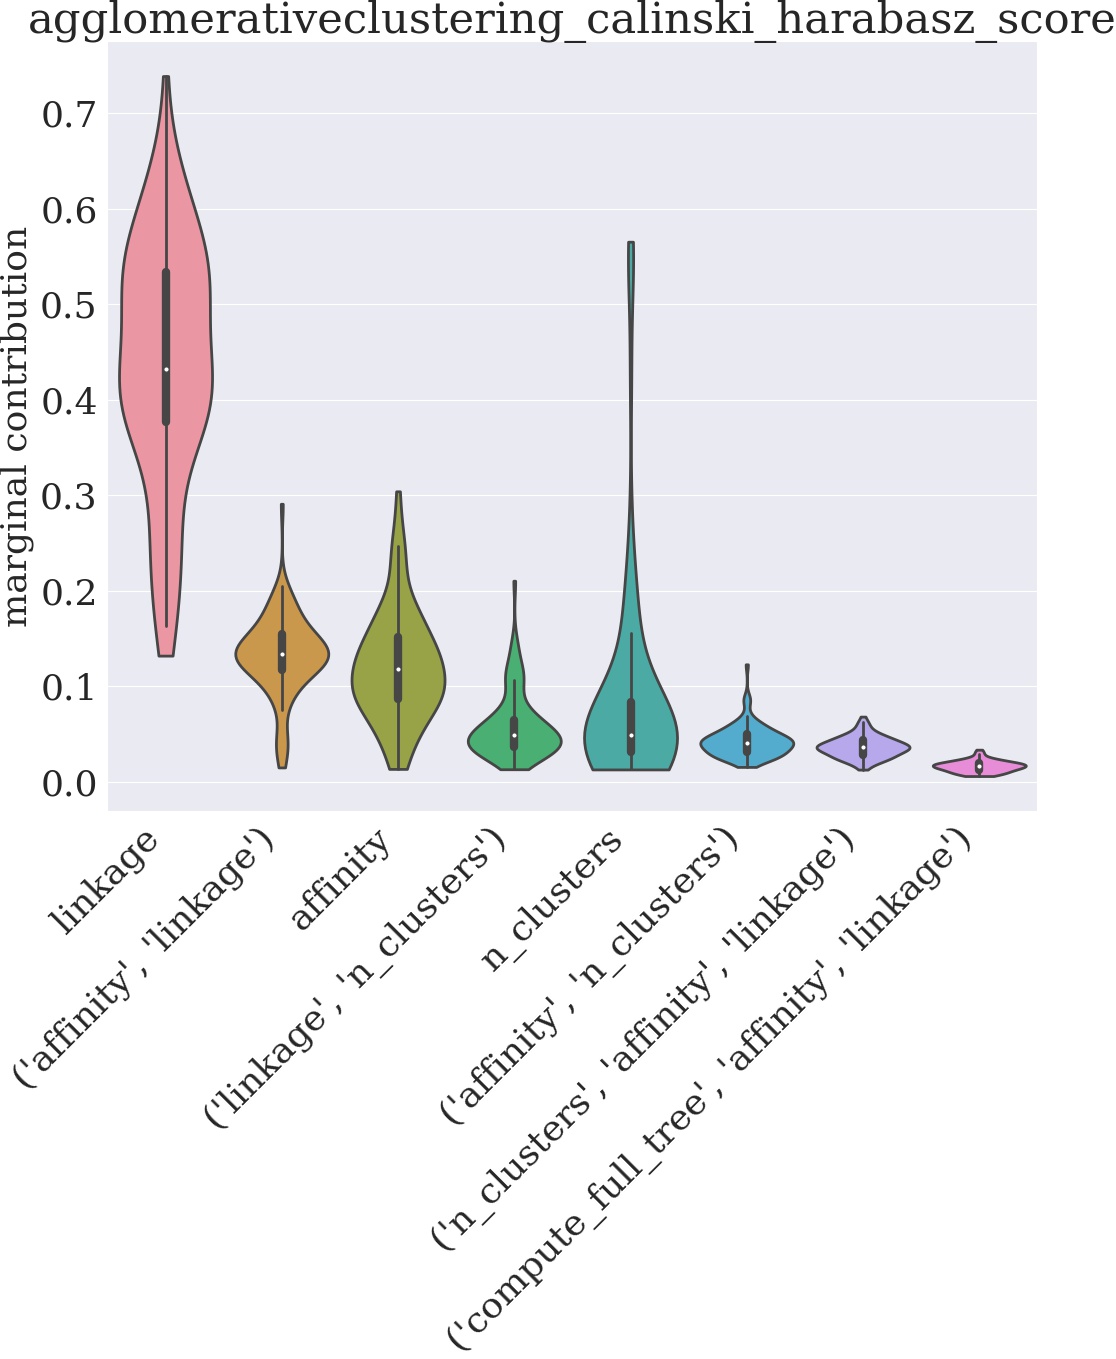 agglomerativeclustering_calinski_harabasz_score
marginal contribution
0.7
0.6
0.5
0.4
0.3
0.2
0.1
0.0
linkage
('affinity', 'linkage')
affinity
('linkage', 'n_clusters')
n_clusters
('affinity', 'n_clusters')
('n_clusters', 'affinity', 'linkage')
('compute_full_tree', 'affinity', 'linkage')